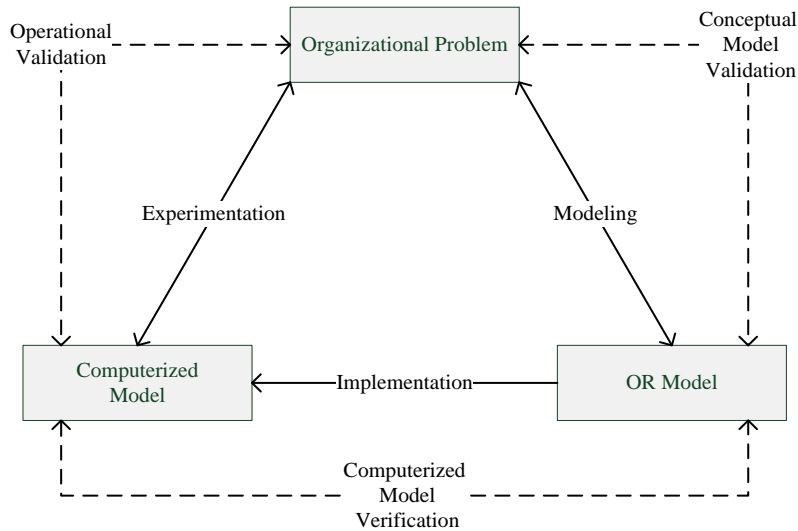 Operational
Validation
Organizational Problem
Conceptual
Model
Validation
Experimentation
Modeling
Computerized
Model
Implementation
OR Model
Computerized
Model
Verification